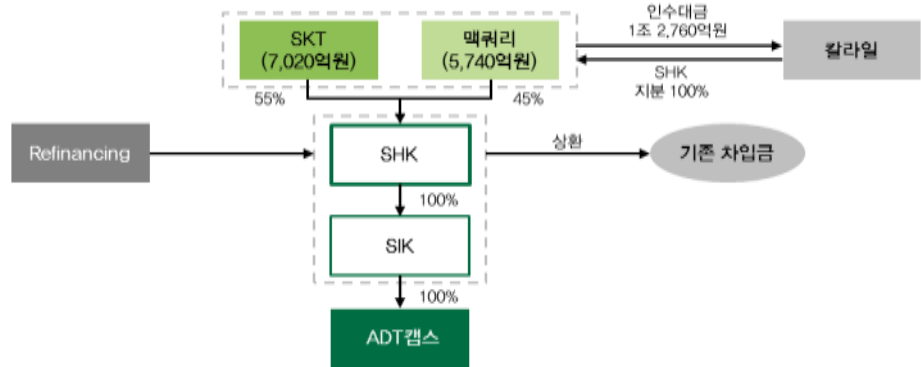 SKT
(7,020억원)
맥쿼리
(5,740억원)
인수대금
1조 2,760억원
칼라일
SHK
지분 100%
55%
45%
Refinancing
SHK
상환
기존 차입금
100%
SIK
100%
ADT캡스